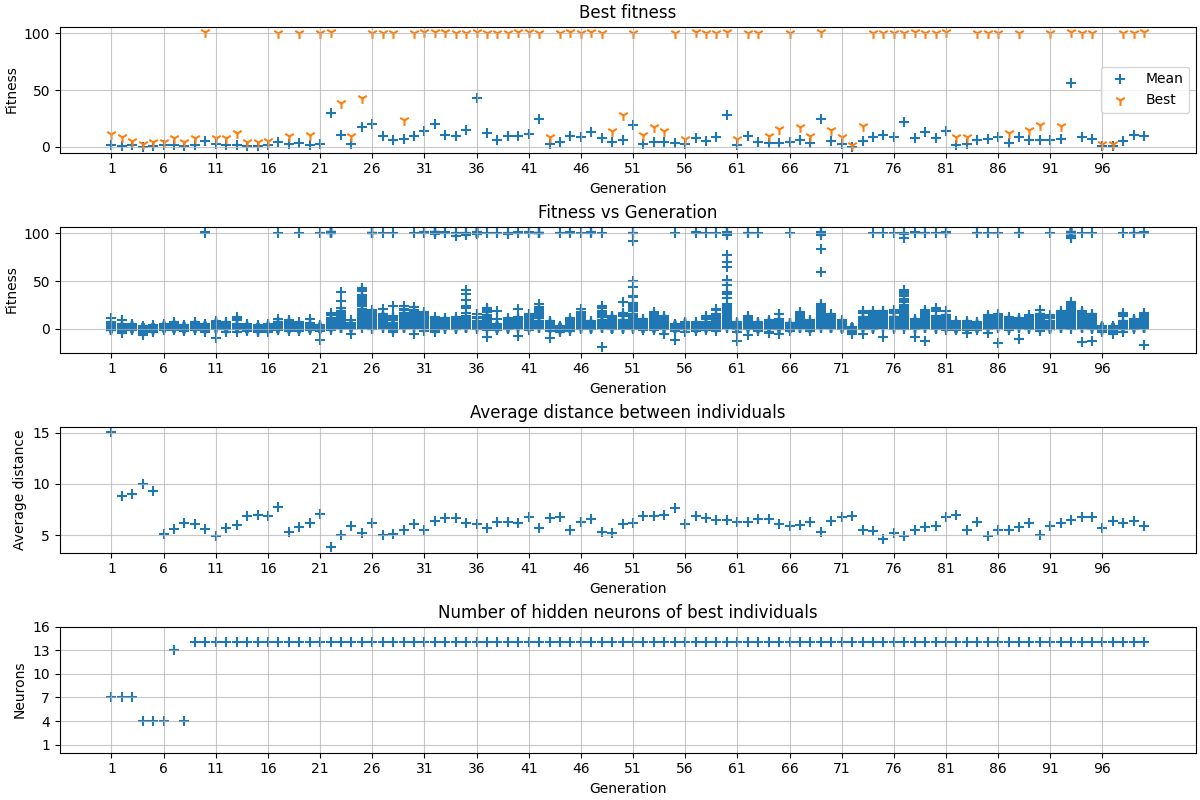 Best fitness
100
50
0
Fitness
Mean
Best
1 6 11 16 21 26 31 36 41 46 51 56 61 66 71 76 81 86 91 96
Generation
Fitness vs Generation
100
50
0
Fitness
1 6 11 16 21 26 31 36 41 46 51 56 61 66 71 76 81 86 91 96
Generation
Average distance between individuals
15
10
5
Average distance
1 6 11 16 21 26 31 36 41 46 51 56 61 66 71 76 81 86 91 96
Generation
Number of hidden neurons of best individuals
16
13
10
7
4
1
Neurons
1 6 11 16 21 26 31 36 41 46 51 56 61 66 71 76 81 86 91 96
Generation